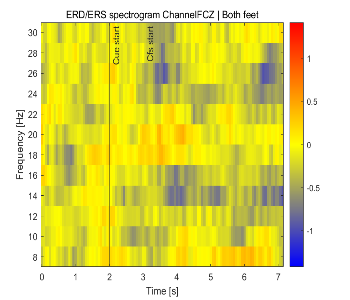 ERD/ERS spectrogram ChannelFCZ | Both feet
Frequency [Hz]
30
28
26
24
22
20
18
16
14
12
10
8
Cue start
Cfs start
1
0.5
0
-0.5
-1
0 1 2 3 4 5 6 7
Time [s]